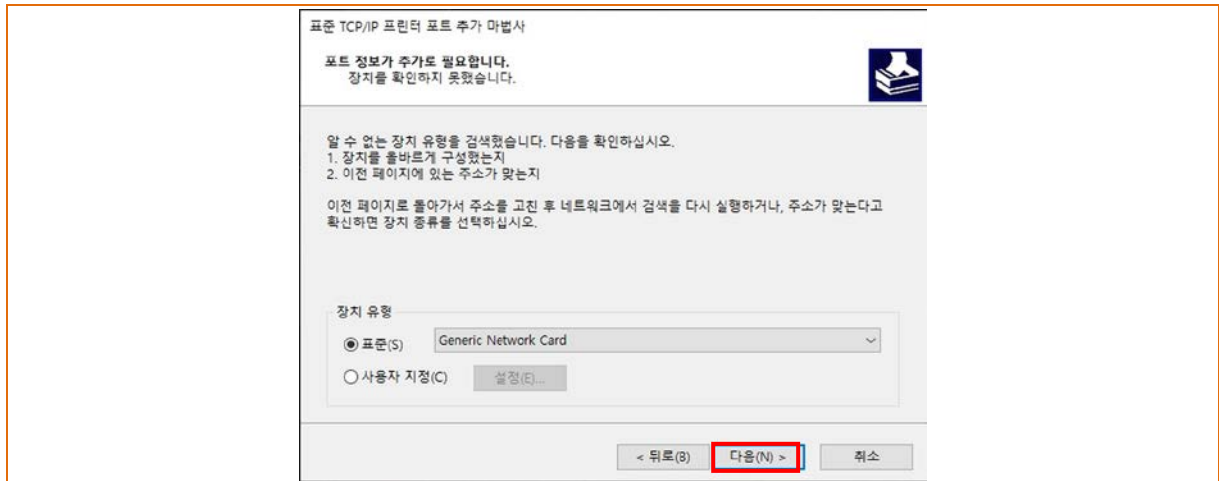 표준 TCP/IP 프린터 포트 추가 마법사
포트 정보가 추가로 필요합니다.
장치를 확인하지 못했습니다.
알 수 없는 장치 유형을 검색했습니다. 다음을 확인하십시오.
1. 장치를 올바르게 구성했는지
2. 이전 페이지에 있는 주소가 맞는지
이전 페이지로 돌아가서 주소를 고친 후 네트워크에서 검색을 다시 실행하거나, 주소가 맞는다고
확신하면 장치 종류를 선택하십시오.
장치 유형
표준(S) Generic Network Card
사용자 지정(C) 설정(E)...
< 뒤로(B) 다음(N) > 취소